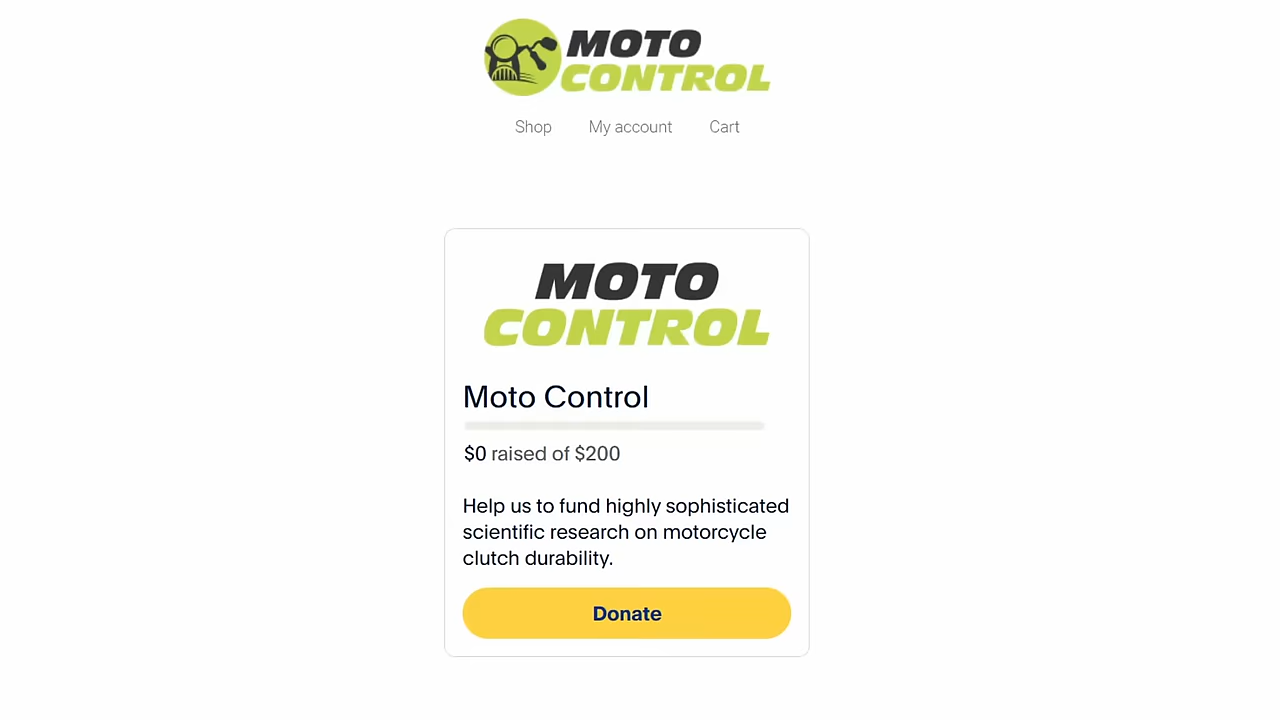 MOTO
CONTROL
Shop My account Cart
MOTO
CONTROL
Moto Control
$0 raised of $200
Help us to fund highly sophisticated
scientific research on motorcycle
clutch durability.
Donate